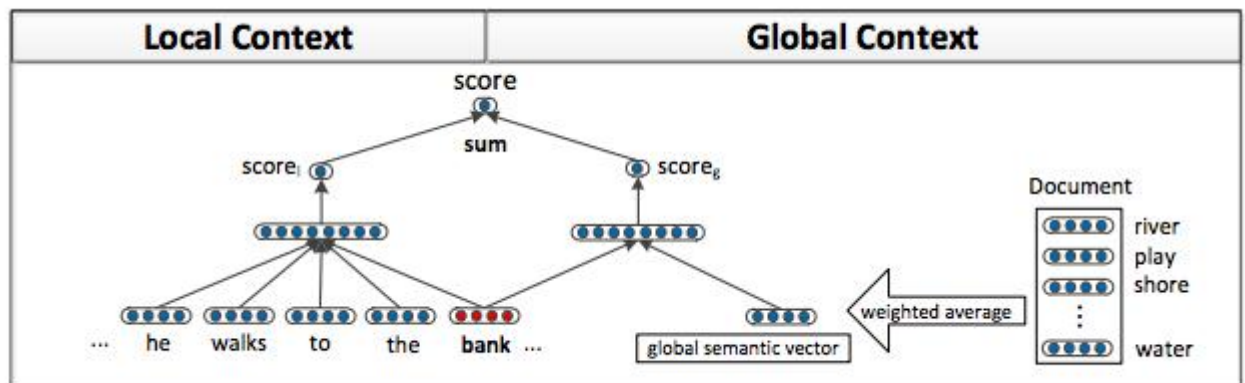 Local Context
Global Context
score
sum
scoreₗ
score_g
Document
river
play
shore
⋮
water
weighted average
... he walks to the bank ...
global semantic vector